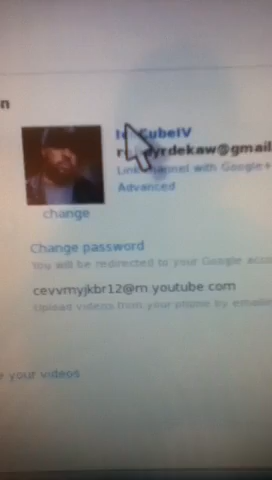 n
CubeIV
yrdekaw@gmail
Link channel with Google+
Advanced
change
Change password
You will be redirected to your Google acco
cevvmyjkbr12@m.youtube.com
Upload videos from your phone by emailin
e your videos